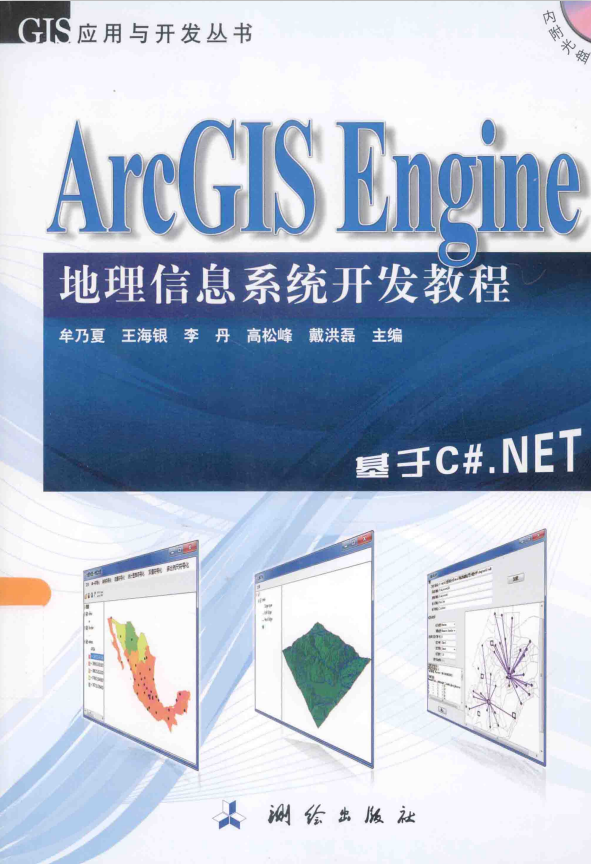 GIS应用与开发丛书
内附光盘
ArcGIS Engine
地理信息系统开发教程
牟乃夏 王海银 李 丹 高松峰 戴洪磊 主编
基于C#.NET
测绘出版社